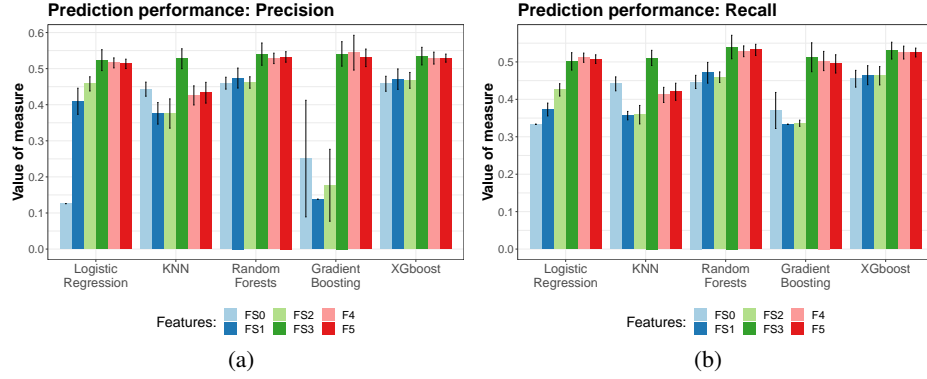 Prediction performance: Precision
Value of measure
0.6
0.5
0.4
0.3
0.2
0.1
0.0
Logistic Regression
KNN
Random Forests
Gradient Boosting
XGboost
Features:
FS0
FS2
F4
FS1
FS3
F5
(a)
Prediction performance: Recall
Value of measure
0.5
0.4
0.3
0.2
0.1
0.0
Logistic Regression
KNN
Random Forests
Gradient Boosting
XGboost
Features:
FS0
FS2
F4
FS1
FS3
F5
(b)